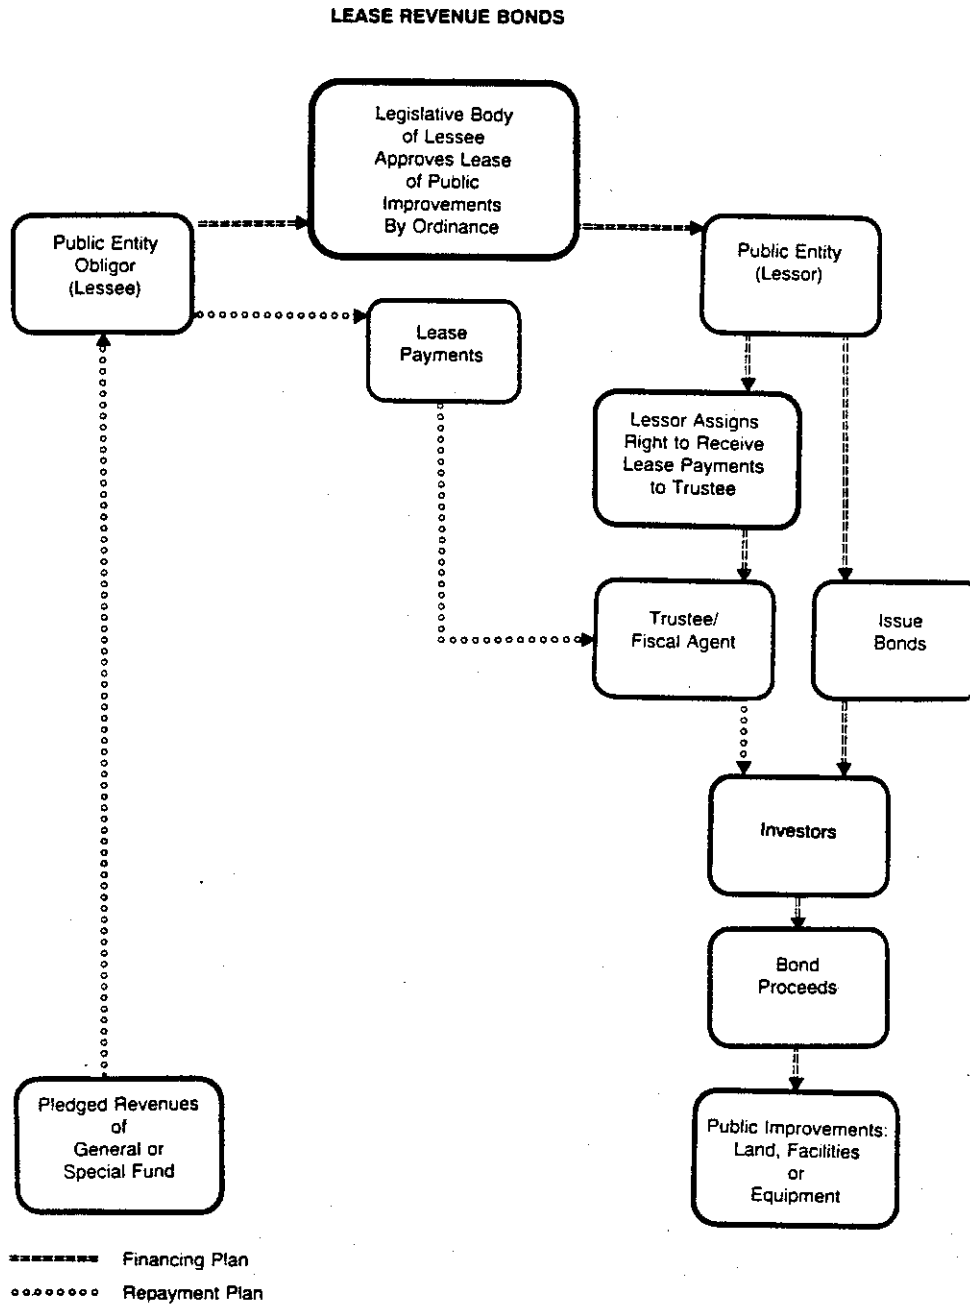 LEASE REVENUE BONDS
Legislative Body
of Lessee
Approves Lease
of Public
Improvements
By Ordinance
Public Entity
Obligor
(Lessee)
Public Entity
(Lessor)
Lease
Payments
Lessor Assigns
Right to Receive
Lease Payments
to Trustee
Trustee/
Fiscal Agent
Issue
Bonds
Investors
Bond
Proceeds
Pledged Revenues
of
General or
Special Fund
Public Improvements:
Land, Facilities
or
Equipment
Financing Plan
Repayment Plan